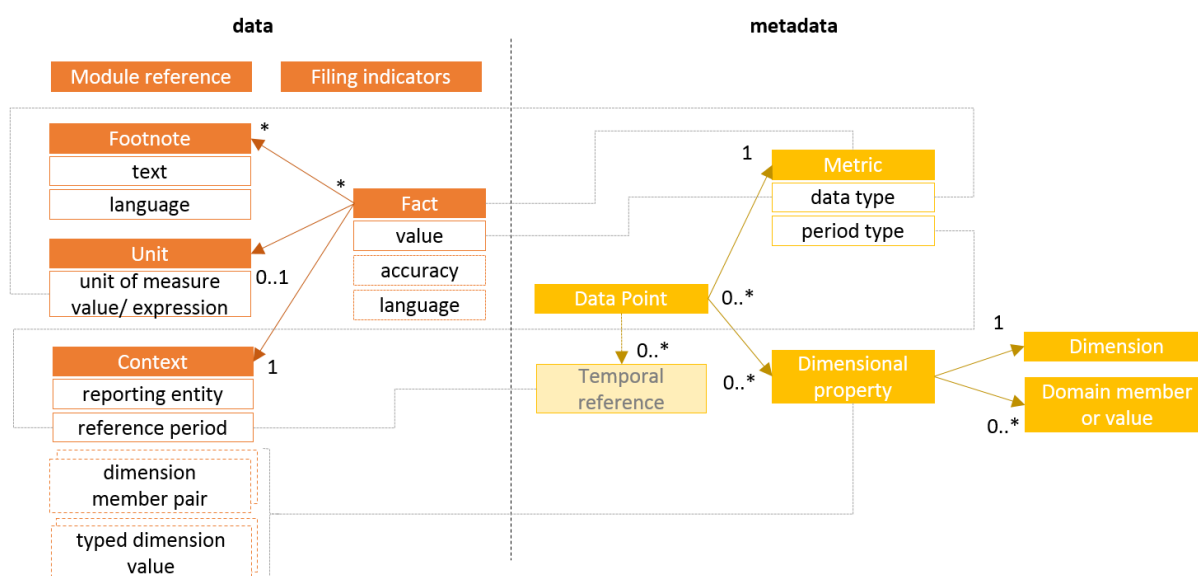 data
metadata
Module reference
Filing indicators
Footnote
*
text
language
*
Fact
value
accuracy
language
Unit
0..1
unit of measure
value/ expression
Context
1
reporting entity
reference period
dimension
member pair
typed dimension
value
1
Metric
data type
period type
Data Point
0..*
0..*
Temporal
reference
0..*
Dimensional
property
1
Dimension
Domain member
or value
0..*